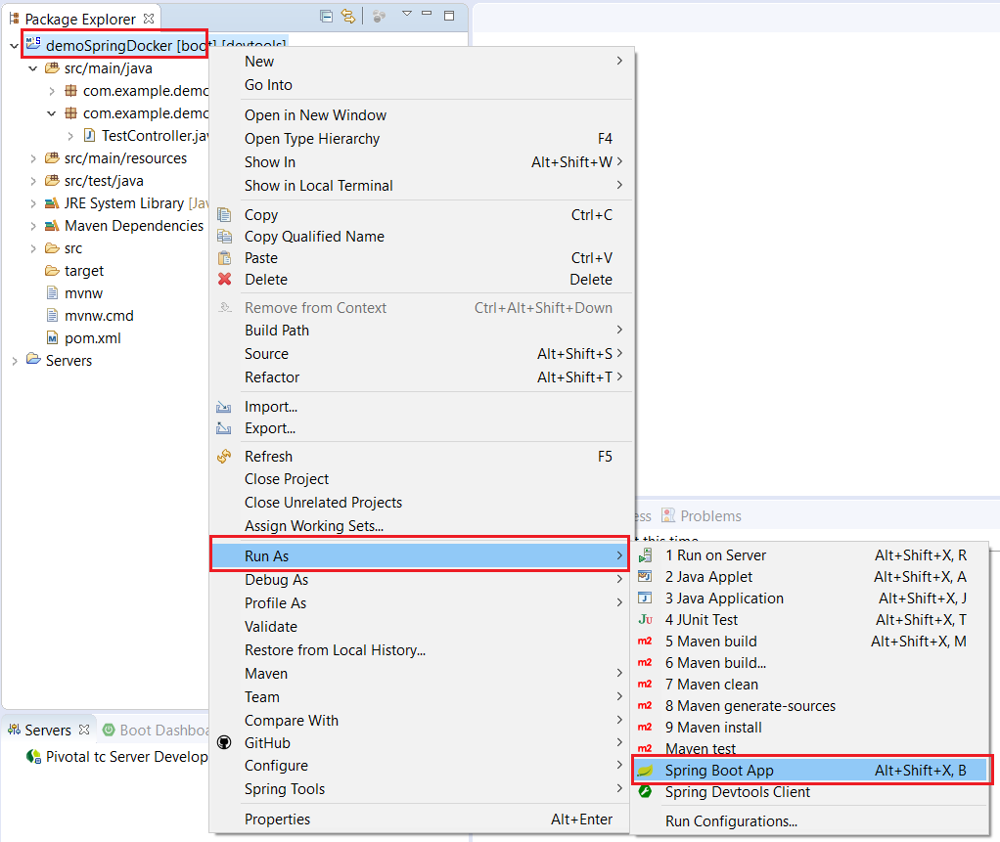 Package Explorer
demoSpringDocker [boot] [devtools]
src/main/java
com.example.demo
com.example.demo
TestController.jav
src/main/resources
src/test/java
JRE System Library [Jav
Maven Dependencies
src
target
mvnw
mvnw.cmd
pom.xml
Servers
New
Go Into
Open in New Window
Open Type Hierarchy F4
Show In Alt+Shift+W
Show in Local Terminal
Copy Ctrl+C
Copy Qualified Name
Paste Ctrl+V
Delete Delete
Remove from Context Ctrl+Alt+Shift+Down
Build Path
Source Alt+Shift+S
Refactor Alt+Shift+T
Import...
Export...
Refresh F5
Close Project
Close Unrelated Projects
Assign Working Sets...
Run As
Debug As
Profile As
Validate
Restore from Local History...
Maven
Team
Compare With
GitHub
Configure
Spring Tools
Properties Alt+Enter
ess Problems
t this time.
1 Run on Server Alt+Shift+X, R
2 Java Applet Alt+Shift+X, A
3 Java Application Alt+Shift+X, J
4 JUnit Test Alt+Shift+X, T
5 Maven build Alt+Shift+X, M
6 Maven build...
7 Maven clean
8 Maven generate-sources
9 Maven install
Maven test
Spring Boot App Alt+Shift+X, B
Spring Devtools Client
Run Configurations...
Servers Boot Dashboa
Pivotal tc Server Develop